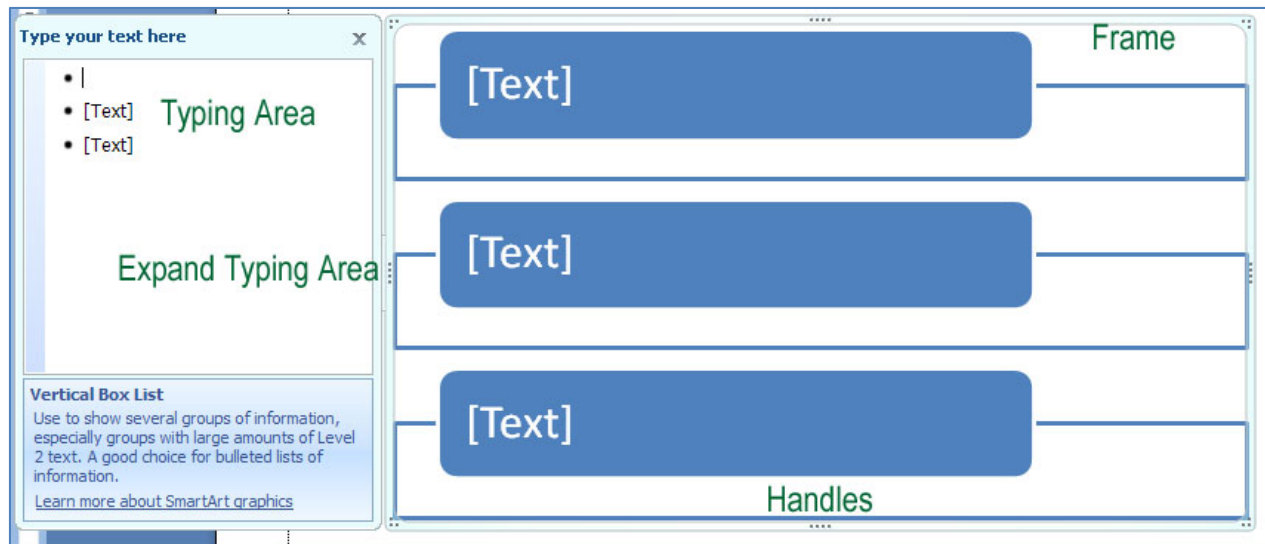 Type your text here x
• 
• [Text]
• [Text]
Typing Area
Expand Typing Area
Vertical Box List
Use to show several groups of information,
especially groups with large amounts of Level
2 text. A good choice for bulleted lists of
information.
Learn more about SmartArt graphics
Frame
[Text]
[Text]
[Text]
Handles